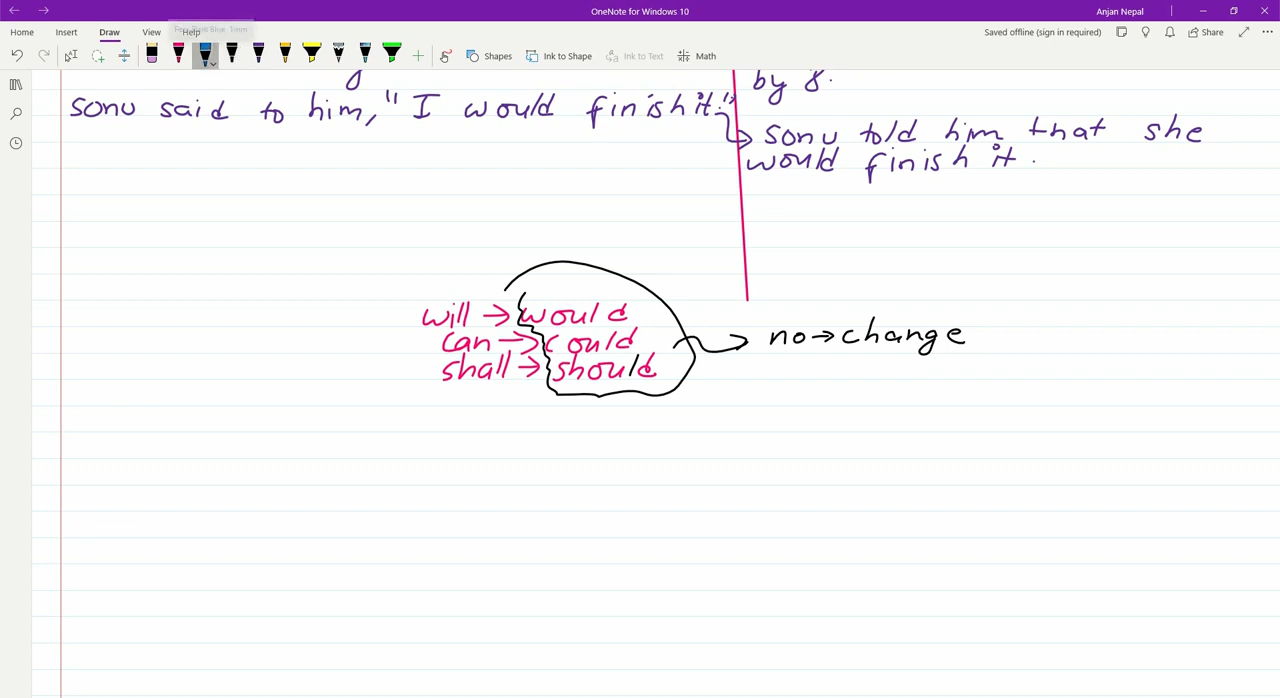 OneNote for Windows 10
Anjan Nepal
Home Insert Draw View Help
Saved offline (sign in required) Share
Shapes Ink to Shape Ink to Text Math
by 8.
sonu said to him, "I would finish it."
sonu told him that she
would finish it.
will → would
can → could
shall → should
no → change